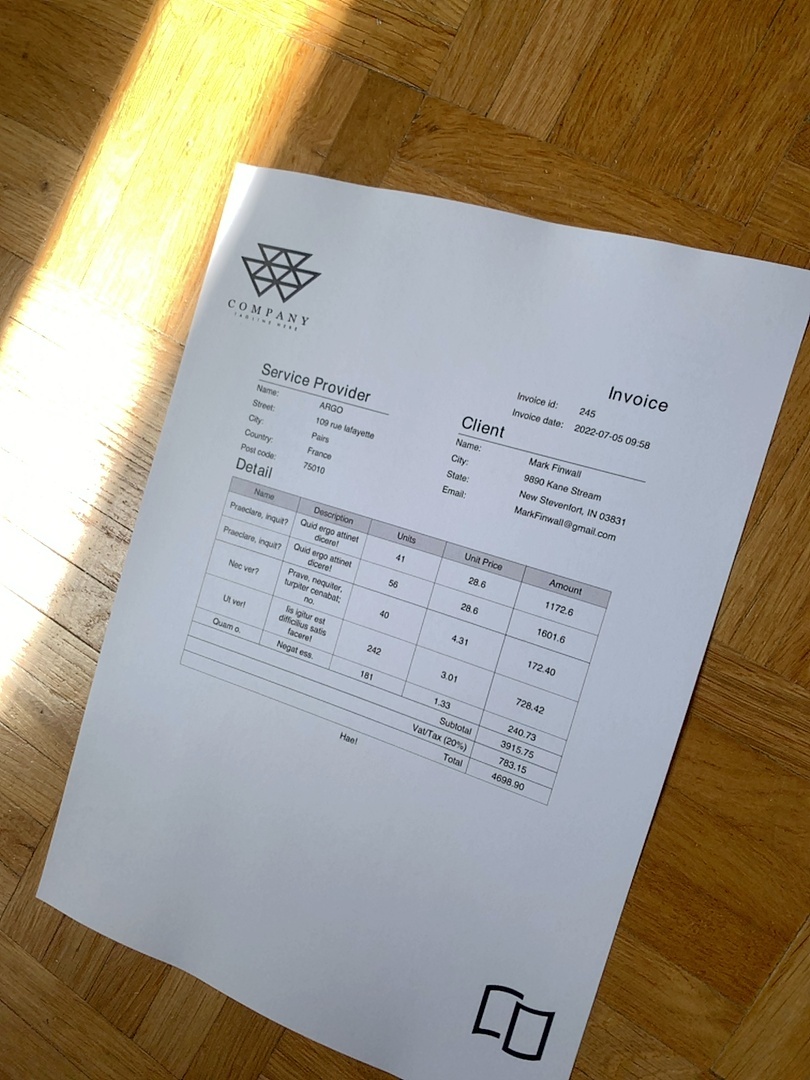 COMPANY
TAGLINE HERE
Invoice
Invoice id: 245
Invoice date: 2022-07-05 09:58
Service Provider
Name: ARGO
Street: 109 rue lafayette
City: Pairs
Country: France
Post code: 75010
Client
Name: Mark Finwall
City: 9890 Kane Stream
State: New Stevenfort, IN 03831
Email: MarkFinwall@gmail.com
Detail
Name Description Units Unit Price Amount
Praeclare, inquit? Quid ergo attinet dicere! 41 28.6 1172.6
Praeclare, inquit? Quid ergo attinet dicere! 56 28.6 1601.6
Nec ver? Prave, nequiter, turpiter cenabat; no. 40 4.31 172.40
Ut ver! Iis igitur est difficilius satis facere! 242 3.01 728.42
Quam o. Negat ess. 181 1.33 240.73
Subtotal 3915.75
Vat/Tax (20%) 783.15
Total 4698.90
Hae!